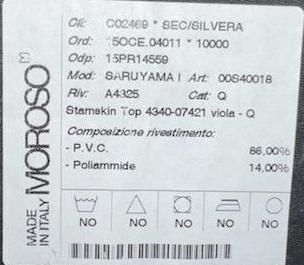 Cli: C02469 * SEC/SILVERA
Ord: 15OCE.04011 * 10000
Odp: 15PR14559
Mod: SARUYAMA I Art: 00S40018
Riv: A4325 Cat: Q
Stamskin Top 4340-07421 viola - Q
Composizione rivestimento:
- P.V.C. 86,00%
- Poliammide 14,00%
NO NO NO NO NO
MADE IN ITALY
MOROSO